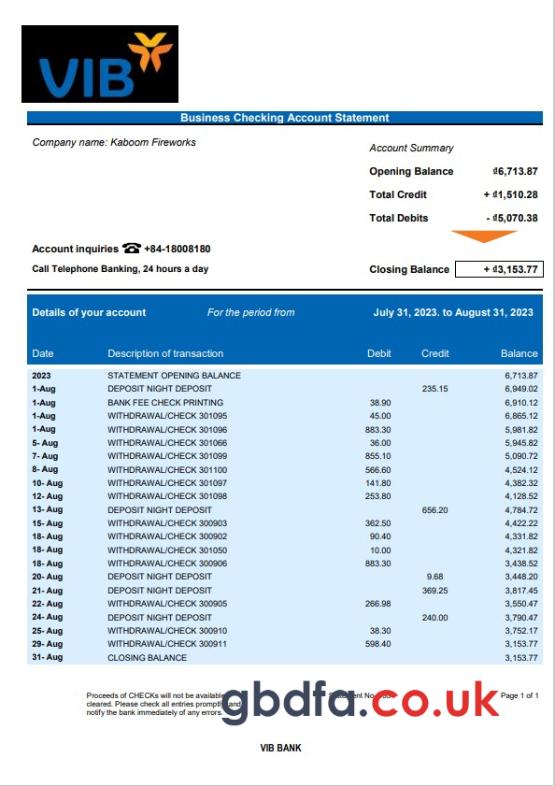 VIB
Business Checking Account Statement
Company name: Kaboom Fireworks
Account Summary
Opening Balance ₫6,713.87
Total Credit + ₫1,510.28
Total Debits - ₫5,070.38
Account inquiries ☎ +84-18008180
Call Telephone Banking, 24 hours a day
Closing Balance + ₫3,153.77
Details of your account For the period from July 31, 2023. to August 31, 2023
Date Description of transaction Debit Credit Balance
2023 STATEMENT OPENING BALANCE 6,713.87
1-Aug DEPOSIT NIGHT DEPOSIT 235.15 6,949.02
1-Aug BANK FEE CHECK PRINTING 38.90 6,910.12
1-Aug WITHDRAWAL/CHECK 301095 45.00 6,865.12
1-Aug WITHDRAWAL/CHECK 301096 883.30 5,981.82
5- Aug WITHDRAWAL/CHECK 301066 36.00 5,945.82
7- Aug WITHDRAWAL/CHECK 301099 855.10 5,090.72
8- Aug WITHDRAWAL/CHECK 301100 566.60 4,524.12
10- Aug WITHDRAWAL/CHECK 301097 141.80 4,382.32
12- Aug WITHDRAWAL/CHECK 301098 253.80 4,128.52
13- Aug DEPOSIT NIGHT DEPOSIT 656.20 4,784.72
15- Aug WITHDRAWAL/CHECK 300903 362.50 4,422.22
18- Aug WITHDRAWAL/CHECK 300902 90.40 4,331.82
18- Aug WITHDRAWAL/CHECK 301050 10.00 4,321.82
18- Aug WITHDRAWAL/CHECK 300906 883.30 3,438.52
20- Aug DEPOSIT NIGHT DEPOSIT 9.68 3,448.20
21- Aug DEPOSIT NIGHT DEPOSIT 369.25 3,817.45
22- Aug WITHDRAWAL/CHECK 300905 266.98 3,550.47
24- Aug DEPOSIT NIGHT DEPOSIT 240.00 3,790.47
25- Aug WITHDRAWAL/CHECK 300910 38.30 3,752.17
29- Aug WITHDRAWAL/CHECK 300911 598.40 3,153.77
31- Aug CLOSING BALANCE 3,153.77
Proceeds of CHECKs will not be available Page 1 of 1
cleared. Please check all entries promptly and
notify the bank immediately of any errors.
gbdfa.co.uk
VIB BANK